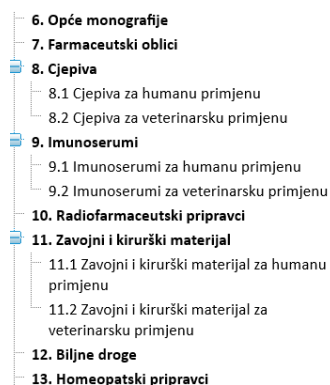 6. Opće monografije
7. Farmaceutski oblici
8. Cjepiva
8.1 Cjepiva za humanu primjenu
8.2 Cjepiva za veterinarsku primjenu
9. Imunoserumi
9.1 Imunoserumi za humanu primjenu
9.2 Imunoserumi za veterinarsku primjenu
10. Radiofarmaceutski pripravci
11. Zavojni i kirurški materijal
11.1 Zavojni i kirurški materijal za humanu
primjenu
11.2 Zavojni i kirurški materijal za
veterinarsku primjenu
12. Biljne droge
13. Homeopatski pripravci